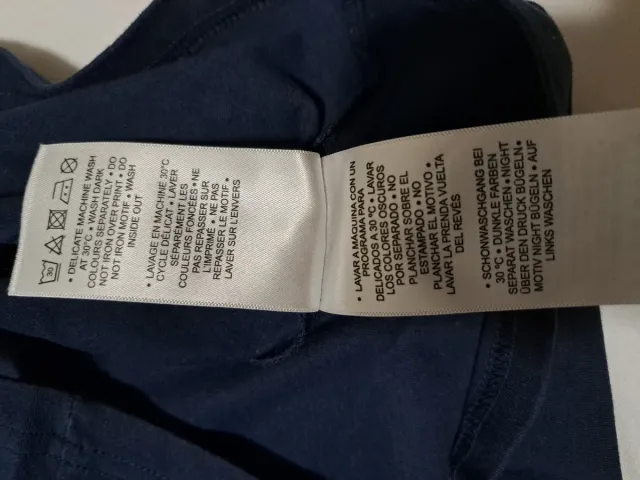 30
• DELICATE MACHINE WASH
AT 30°C • WASH DARK
COLOURS SEPARATELY • DO
NOT IRON OVER PRINT • DO
NOT IRON MOTIF • WASH
INSIDE OUT
• LAVAGE EN MACHINE 30°C
CYCLE DÉLICAT • LAVER
SÉPAREMENT LES
COULEURS FONCÉES • NE
PAS REPASSER SUR
L'IMPRIMÉ • NE PAS
REPASSER LE MOTIF •
LAVER SUR L'ENVERS
• LAVAR A MÁQUINA CON UN
PROGRAMA PARA
DELICADOS A 30 °C • LAVAR
LOS COLORES OSCUROS
POR SEPARADO • NO
PLANCHAR SOBRE EL
ESTAMPADO • NO
PLANCHAR EL MOTIVO •
LAVAR LA PRENDA VUELTA
DEL REVÉS
• SCHONWASCHGANG BEI
30 °C • DUNKLE FARBEN
SEPARAT WASCHEN • NIGHT
ÜBER DEN DRUCK BÜGELN •
MOTIV NIGHT BÜGELN • AUF
LINKS WASCHEN